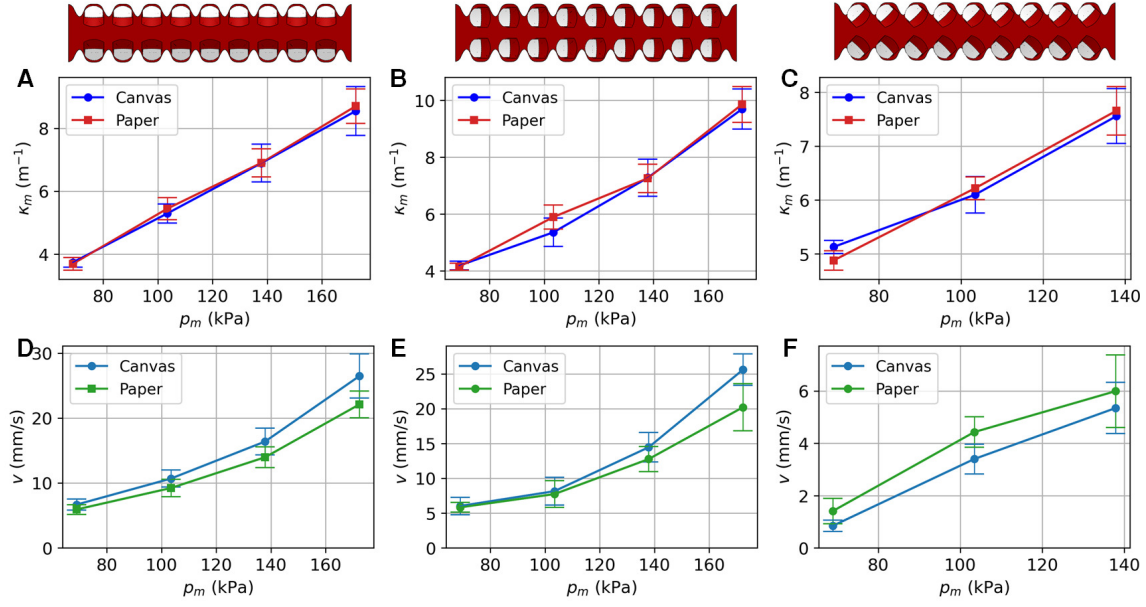 A
Canvas
Paper
8
6
4
κm (m⁻¹)
80 100 120 140 160
pm (kPa)
B
Canvas
Paper
10
8
6
4
κm (m⁻¹)
80 100 120 140 160
pm (kPa)
C
Canvas
Paper
8
7
6
5
κm (m⁻¹)
80 100 120 140
pm (kPa)
D
Canvas
Paper
30
20
10
0
v (mm/s)
80 100 120 140 160
pm (kPa)
E
Canvas
Paper
25
20
15
10
5
0
v (mm/s)
80 100 120 140 160
pm (kPa)
F
Canvas
Paper
6
4
2
0
v (mm/s)
80 100 120 140
pm (kPa)